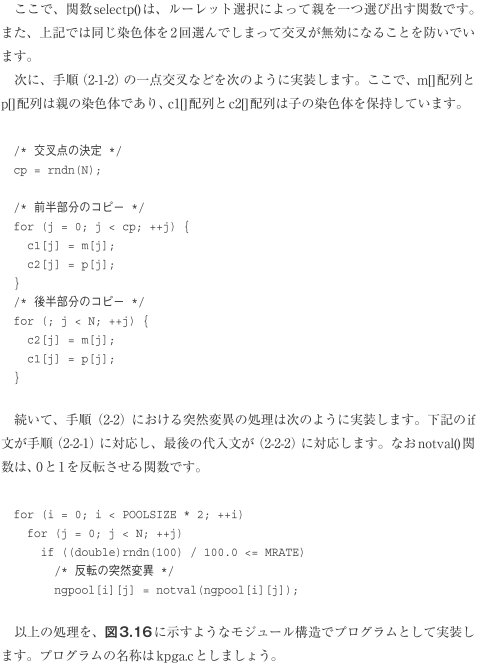 ここで、関数selectp()は、ルーレット選択によって親を一つ選び出す関数です。
また、上記では同じ染色体を2回選んでしまって交叉が無効になることを防いでい
ます。
次に、手順（2-1-2）の一点交叉などを次のように実装します。ここで、m[]配列と
p[]配列は親の染色体であり、c1[]配列とc2[]配列は子の染色体を保持しています。
/* 交叉点の決定 */
cp = rndn(N);
/* 前半部分のコピー */
for (j = 0; j < cp; ++j) {
c1[j] = m[j];
c2[j] = p[j];
}
/* 後半部分のコピー */
for (; j < N; ++j) {
c2[j] = m[j];
c1[j] = p[j];
}
続いて、手順（2-2）における突然変異の処理は次のように実装します。下記のif
文が手順（2-2-1）に対応し、最後の代入文が（2-2-2）に対応します。なおnotval()関
数は、0と1を反転させる関数です。
for (i = 0; i < POOLSIZE * 2; ++i)
for (j = 0; j < N; ++j)
if ((double)rndn(100) / 100.0 <= MRATE)
/* 反転の突然変異 */
ngpool[i][j] = notval(ngpool[i][j]);
以上の処理を、図3.16に示すようなモジュール構造でプログラムとして実装し
ます。プログラムの名称はkpga.cとしましょう。